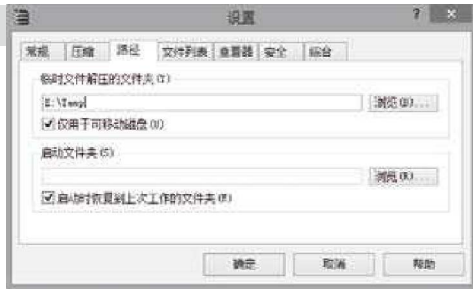 设置
常规 压缩 路径 文件列表 查看器 安全 综合
临时文件解压的文件夹(T)
E:\Temp
浏览(B)...
仅用于可移动磁盘(U)
启动文件夹(S)
浏览(R)...
启动时恢复到上次工作的文件夹(R)
确定 取消 帮助